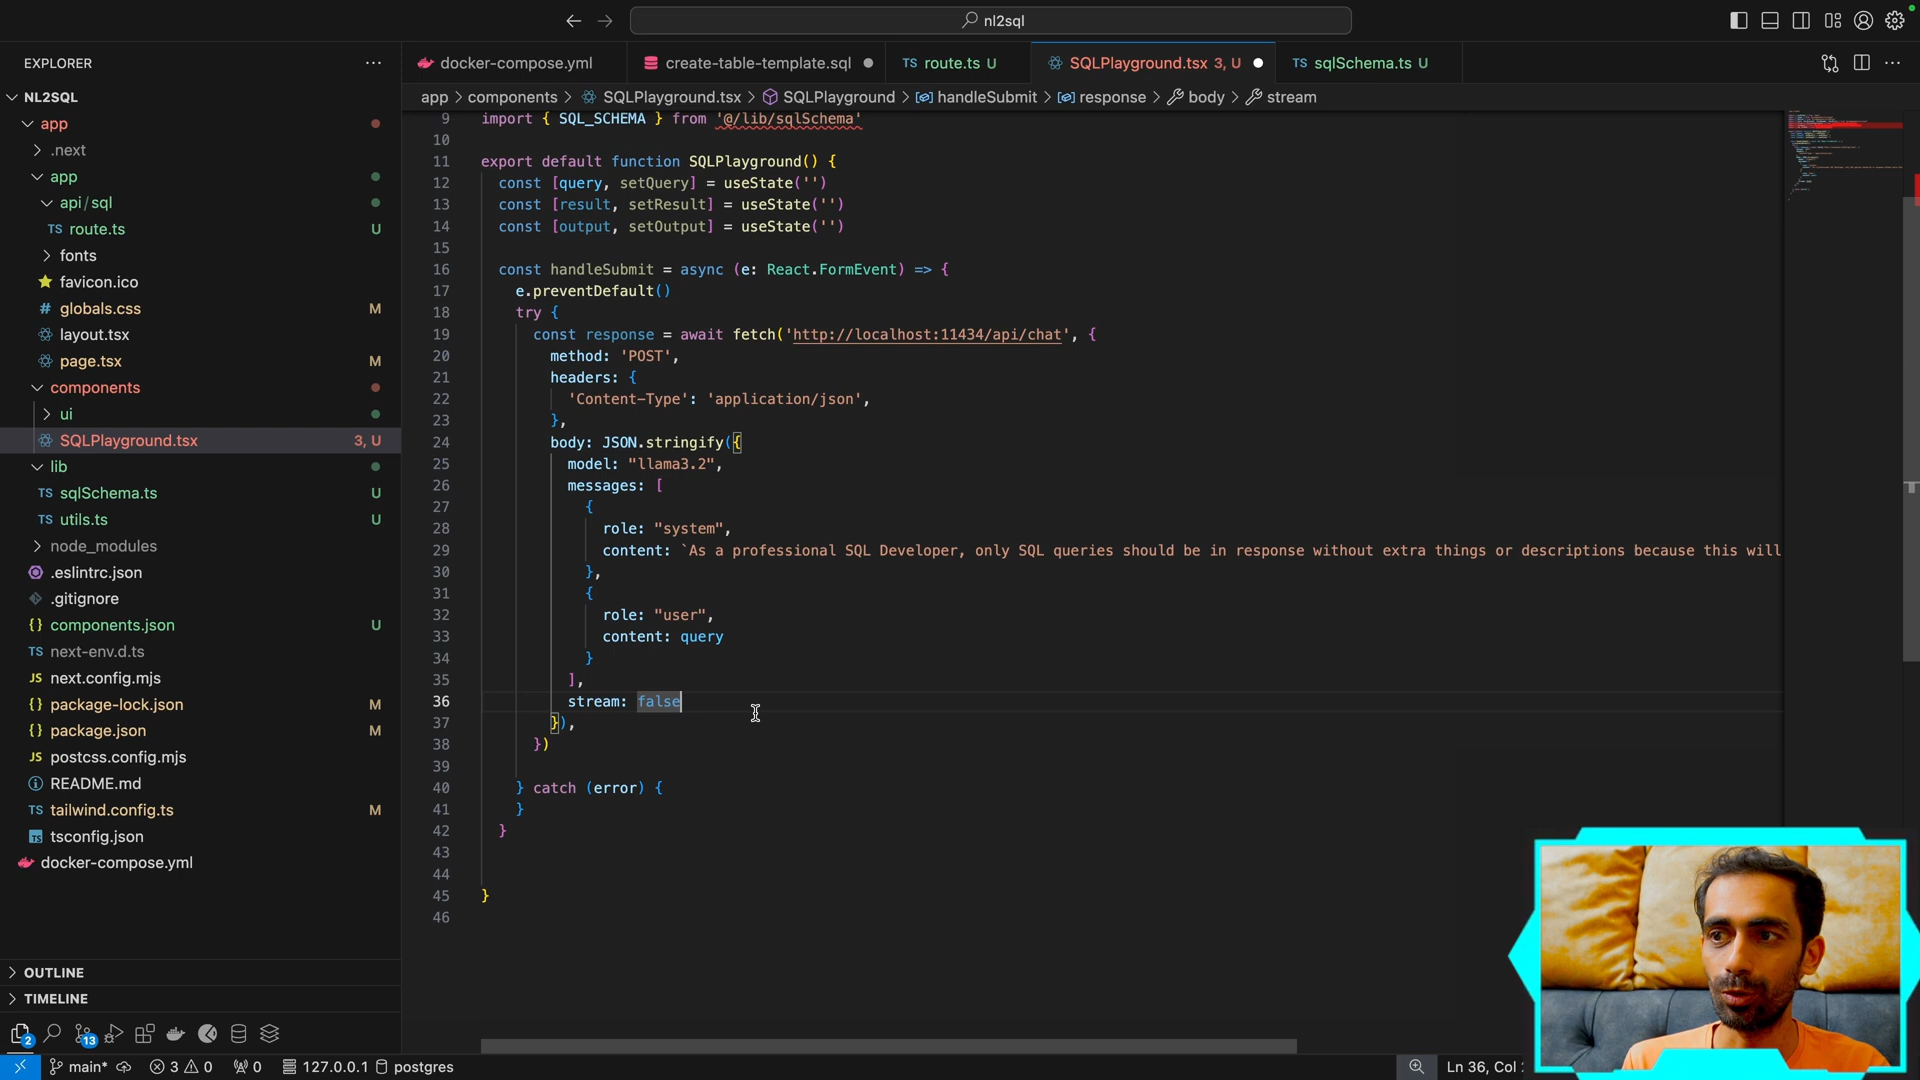 nl2sql
EXPLORER
NL2SQL
app
.next
app
api/sql
TS route.ts U
fonts
favicon.ico
# globals.css M
layout.tsx
page.tsx M
components
ui
SQLPlayground.tsx 3, U
lib
TS sqlSchema.ts U
TS utils.ts U
node_modules
.eslintrc.json
.gitignore
{} components.json U
TS next-env.d.ts
JS next.config.mjs
{} package-lock.json M
{} package.json M
JS postcss.config.mjs
README.md
TS tailwind.config.ts M
tsconfig.json
docker-compose.yml
OUTLINE
TIMELINE
2
13
docker-compose.yml
create-table-template.sql
TS route.ts U
SQLPlayground.tsx 3, U
TS sqlSchema.ts U
app > components > SQLPlayground.tsx > SQLPlayground > handleSubmit > response > body > stream
9 import { SQL_SCHEMA } from '@/lib/sqlSchema'
10
11 export default function SQLPlayground() {
12 const [query, setQuery] = useState('')
13 const [result, setResult] = useState('')
14 const [output, setOutput] = useState('')
15
16 const handleSubmit = async (e: React.FormEvent) => {
17 e.preventDefault()
18 try {
19 const response = await fetch('http://localhost:11434/api/chat', {
20 method: 'POST',
21 headers: {
22 'Content-Type': 'application/json',
23 },
24 body: JSON.stringify({
25 model: "llama3.2",
26 messages: [
27 {
28 role: "system",
29 content: `As a professional SQL Developer, only SQL queries should be in response without extra things or descriptions because this will
30 },
31 {
32 role: "user",
33 content: query
34 }
35 ],
36 stream: false
37 }),
38 })
39
40 } catch (error) {
41 }
42 }
43
44
45 }
46
main* 3 0 0 127.0.0.1 postgres
Ln 36, Col